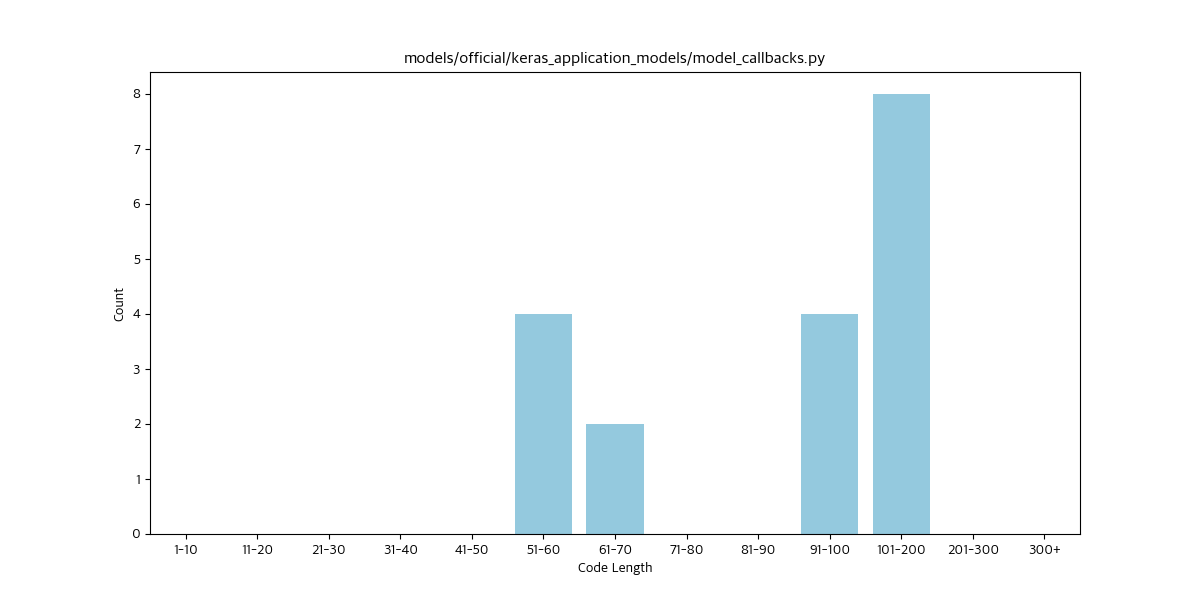 models/official/keras_application_models/model_callbacks.py
8
7
6
5
4
3
2
1
0
Count
1-10 11-20 21-30 31-40 41-50 51-60 61-70 71-80 81-90 91-100 101-200 201-300 300+
Code Length